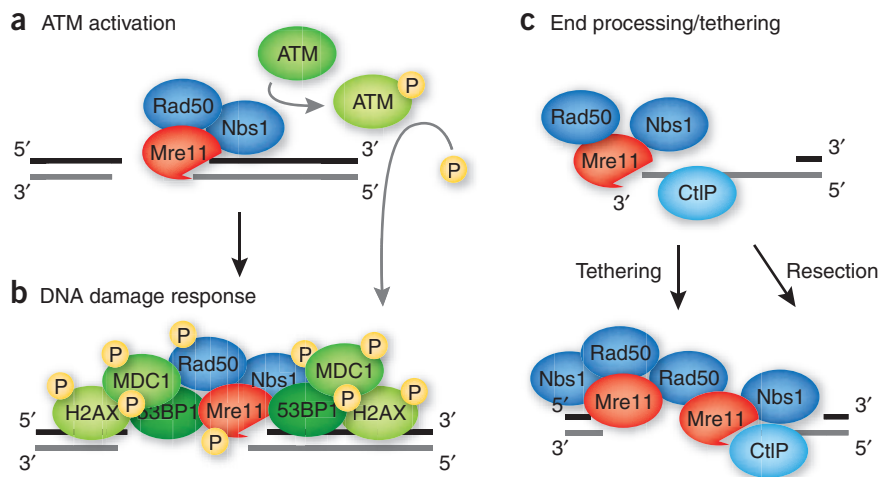 a ATM activation
ATM
P
ATM
Rad50
Nbs1
Mre11
5′ 3′
3′ 5′
P
b DNA damage response
P
P
P
P
P
Rad50
MDC1
Nbs1
MDC1
P
P
P
P
H2AX
53BP1
Mre11
53BP1
H2AX
P
5′ 3′
3′ 5′
c End processing/tethering
Rad50
Nbs1
Mre11
3′
3′
CtIP
5′
Tethering
Resection
Rad50
Nbs1
Rad50
Nbs1
Mre11
Mre11
5′ 3′
3′ 5′
CtIP